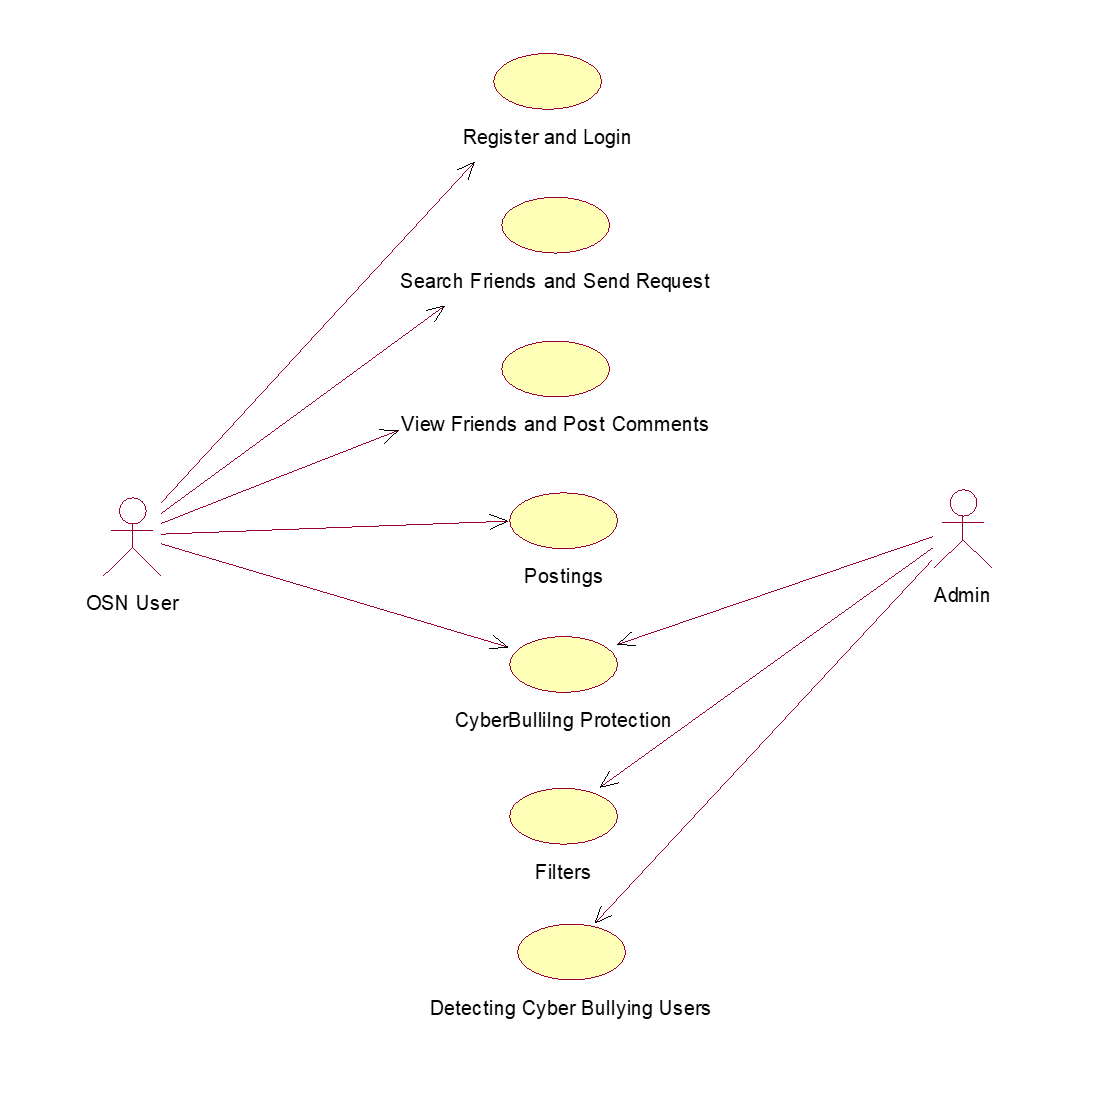 Register and Login
Search Friends and Send Request
View Friends and Post Comments
Postings
OSN User
Admin
CyberBullilng Protection
Filters
Detecting Cyber Bullying Users